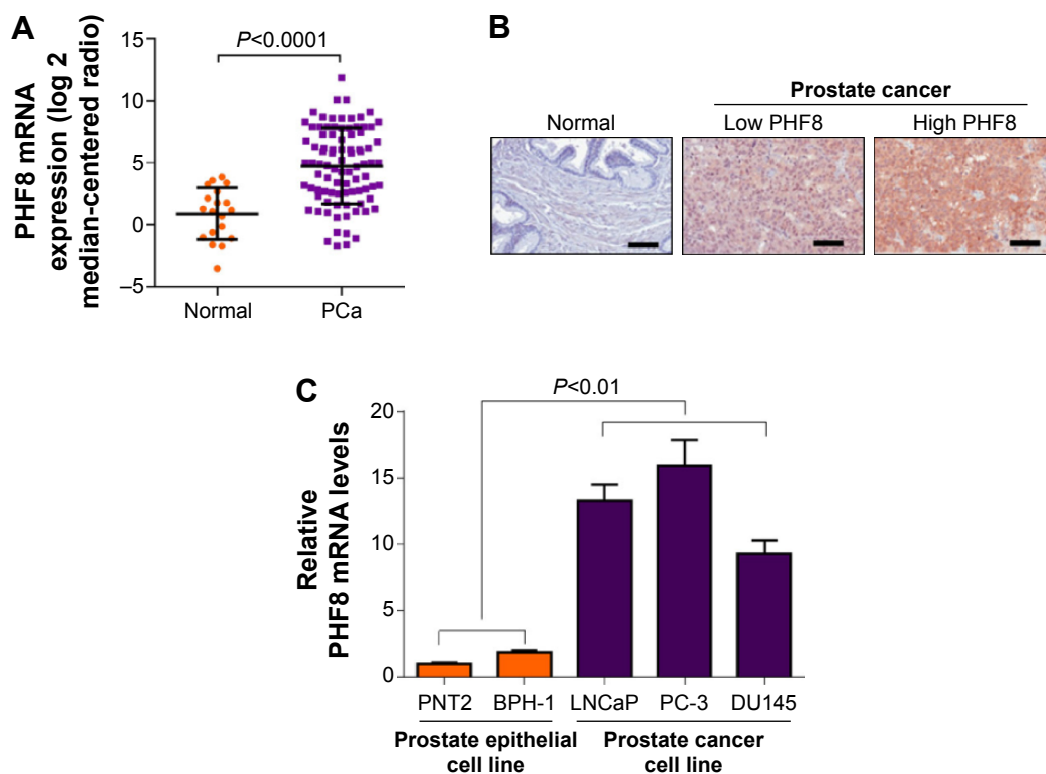 A
PHF8 mRNA
expression (log 2
median-centered radio)
15
10
5
0
–5
P<0.0001
Normal
PCa
B
Prostate cancer
Normal
Low PHF8
High PHF8
C
P<0.01
Relative
PHF8 mRNA levels
20
15
10
5
0
PNT2
BPH-1
LNCaP
PC-3
DU145
Prostate epithelial
cell line
Prostate cancer
cell line